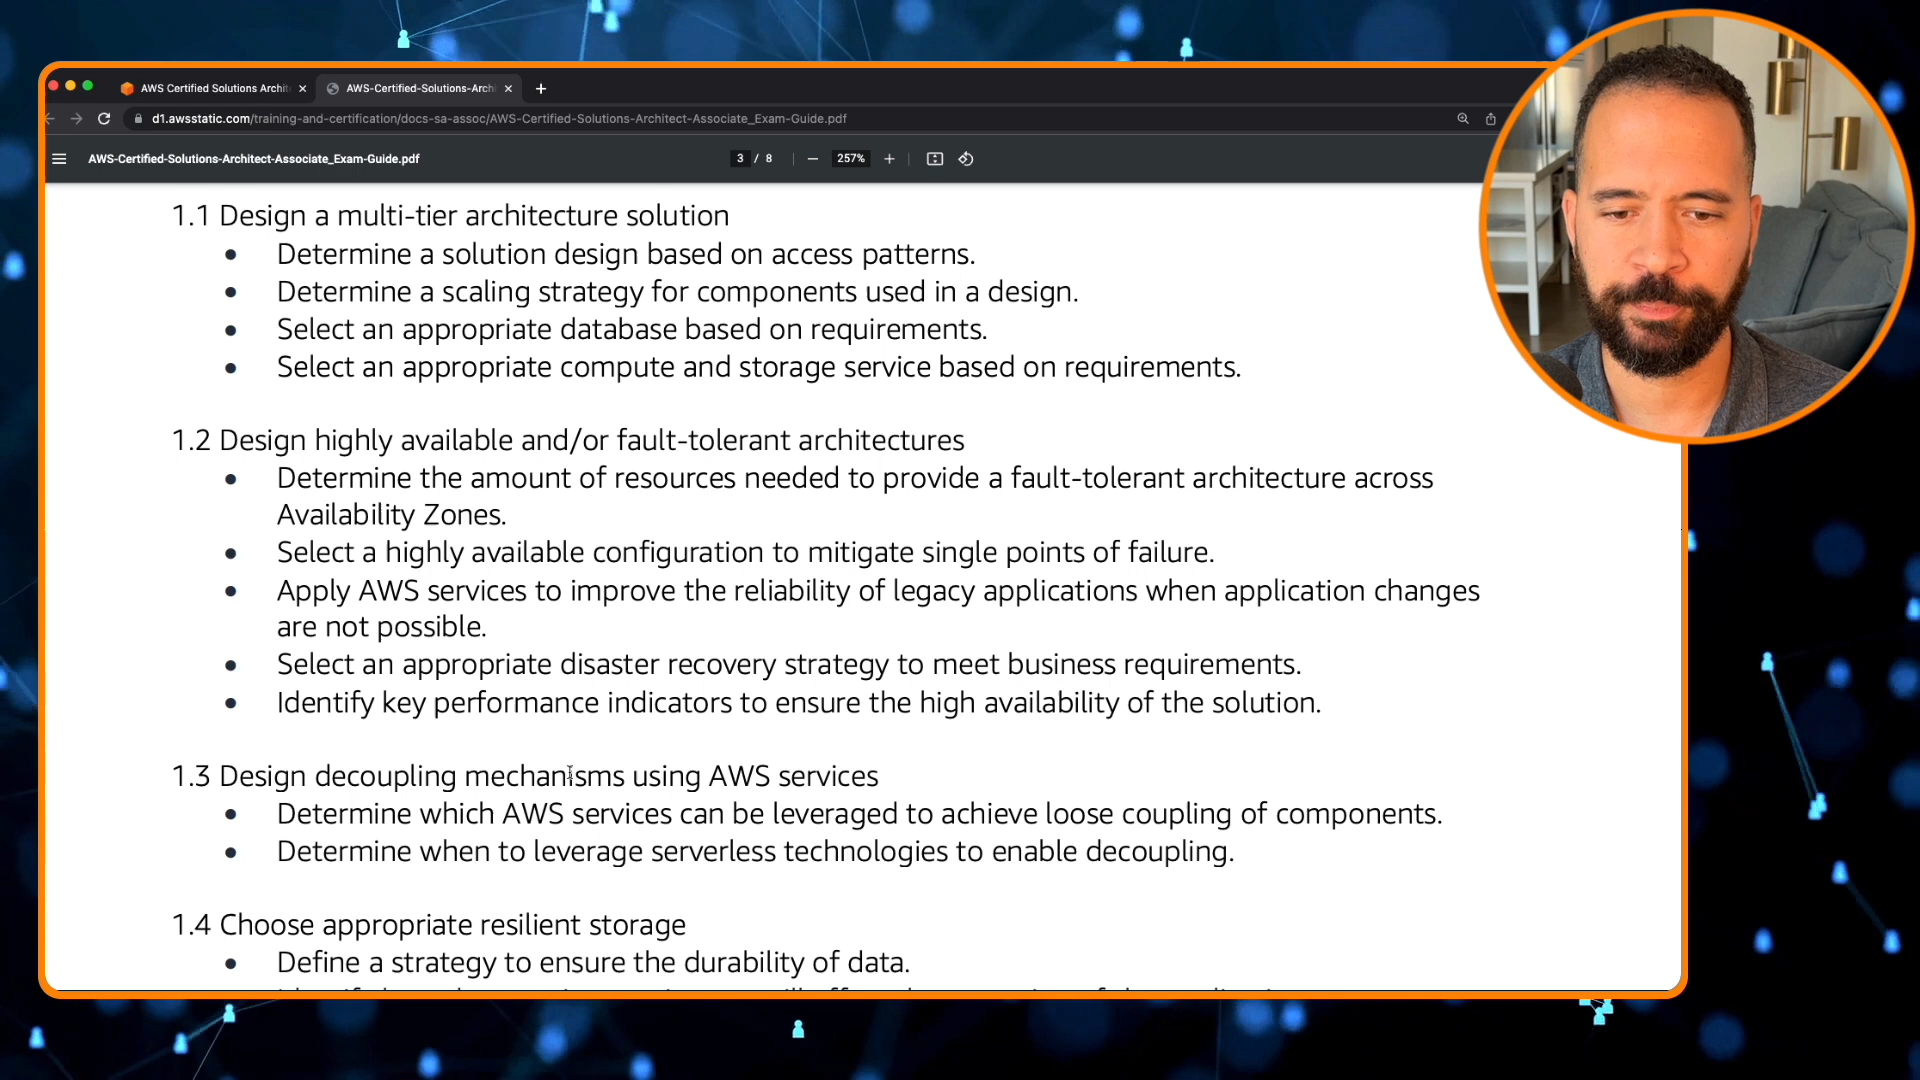 AWS Certified Solutions Archit
AWS-Certified-Solutions-Archi
d1.awsstatic.com/training-and-certification/docs-sa-assoc/AWS-Certified-Solutions-Architect-Associate_Exam-Guide.pdf
AWS-Certified-Solutions-Architect-Associate_Exam-Guide.pdf
3 / 8
257%
1.1 Design a multi-tier architecture solution
• Determine a solution design based on access patterns.
• Determine a scaling strategy for components used in a design.
• Select an appropriate database based on requirements.
• Select an appropriate compute and storage service based on requirements.
1.2 Design highly available and/or fault-tolerant architectures
• Determine the amount of resources needed to provide a fault-tolerant architecture across
Availability Zones.
• Select a highly available configuration to mitigate single points of failure.
• Apply AWS services to improve the reliability of legacy applications when application changes
are not possible.
• Select an appropriate disaster recovery strategy to meet business requirements.
• Identify key performance indicators to ensure the high availability of the solution.
1.3 Design decoupling mechanisms using AWS services
• Determine which AWS services can be leveraged to achieve loose coupling of components.
• Determine when to leverage serverless technologies to enable decoupling.
1.4 Choose appropriate resilient storage
• Define a strategy to ensure the durability of data.